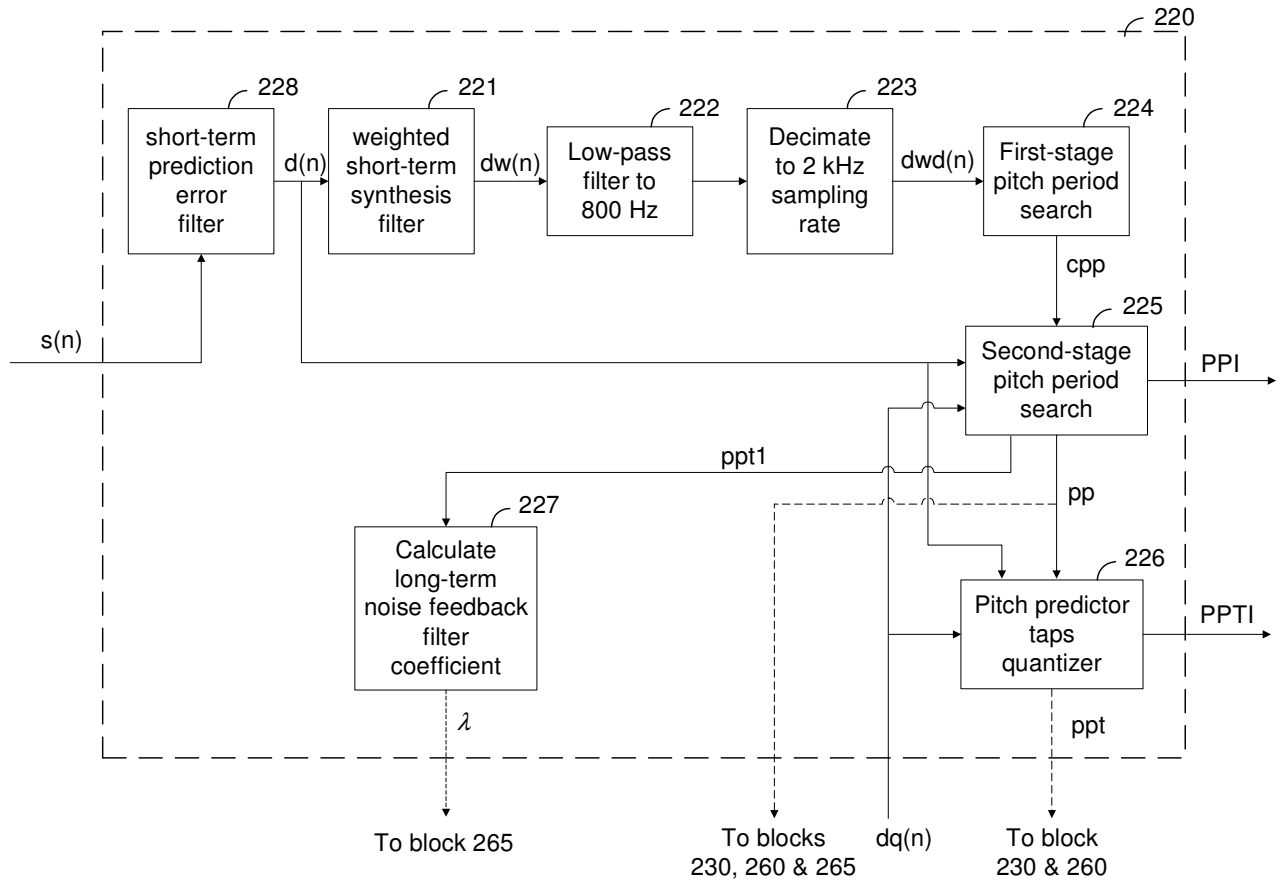 220
228
221
222
223
224
short-term
prediction
error
filter
d(n)
weighted
short-term
synthesis
filter
dw(n)
Low-pass
filter to
800 Hz
Decimate
to 2 kHz
sampling
rate
dwd(n)
First-stage
pitch period
search
cpp
225
s(n)
Second-stage
pitch period
search
PPI
ppt1
pp
227
Calculate
long-term
noise feedback
filter
coefficient
226
Pitch predictor
taps
quantizer
PPTI
λ
ppt
To block 265
To blocks
230, 260 & 265
dq(n)
To block
230 & 260